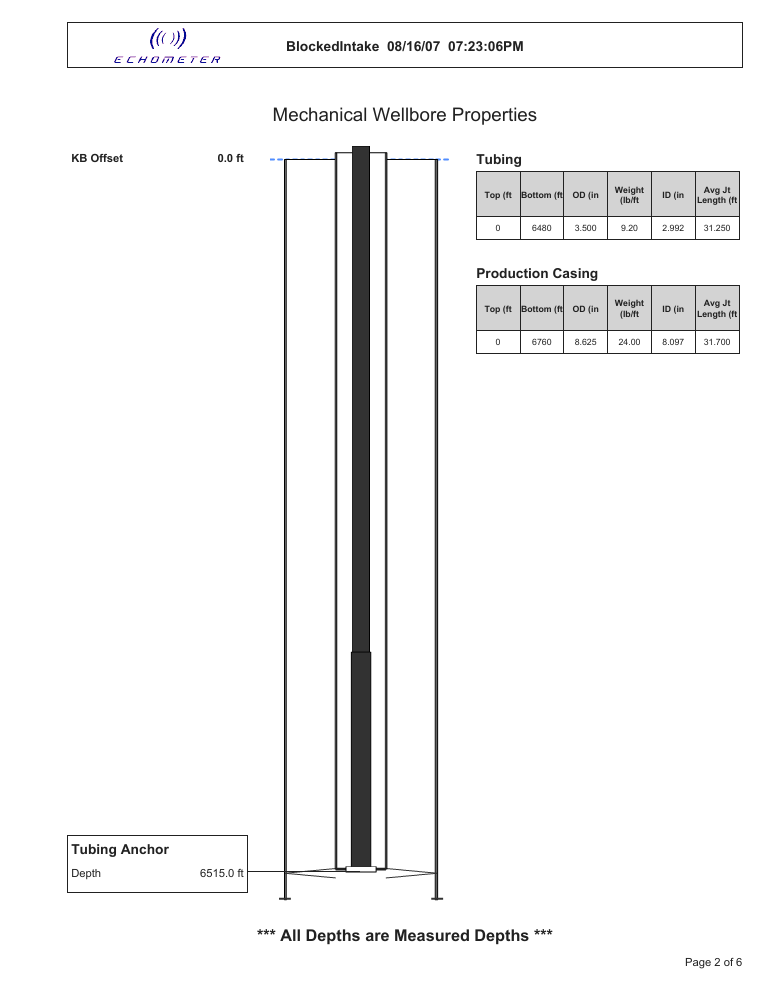 ECHOMETER
BlockedIntake 08/16/07 07:23:06PM
Mechanical Wellbore Properties
KB Offset 0.0 ft
Tubing
Top (ft Bottom (ft OD (in Weight (lb/ft ID (in Avg Jt Length (ft
0 6480 3.500 9.20 2.992 31.250
Production Casing
Top (ft Bottom (ft OD (in Weight (lb/ft ID (in Avg Jt Length (ft
0 6760 8.625 24.00 8.097 31.700
Tubing Anchor
Depth 6515.0 ft
*** All Depths are Measured Depths ***
Page 2 of 6